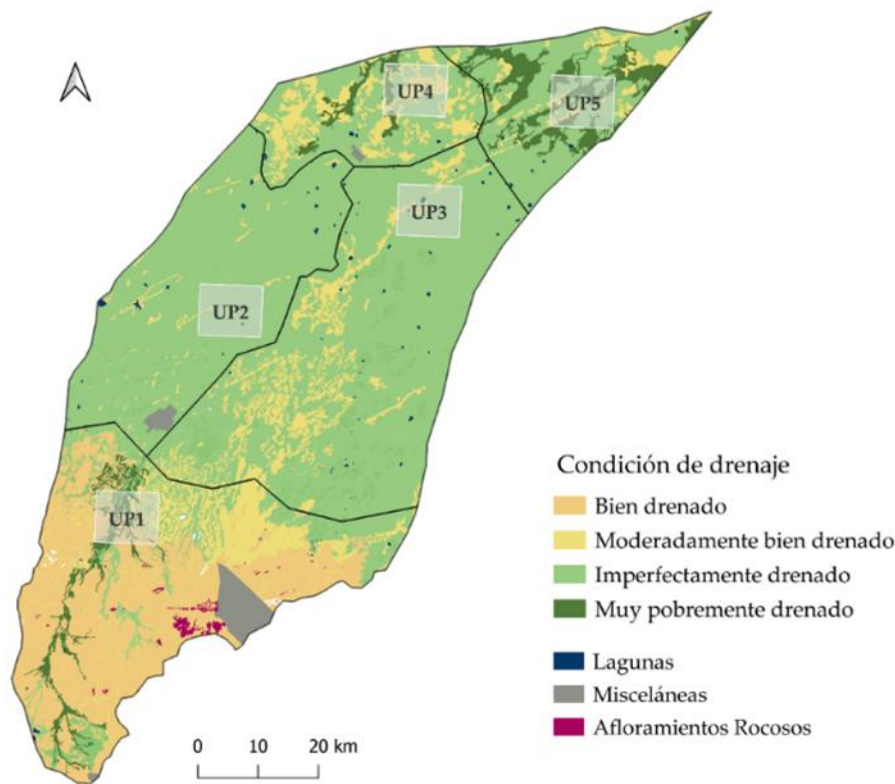 UP4
UP5
UP3
UP2
UP1
Condición de drenaje
Bien drenado
Moderadamente bien drenado
Imperfectamente drenado
Muy pobremente drenado
Lagunas
Misceláneas
Afloramientos Rocosos
0 10 20 km